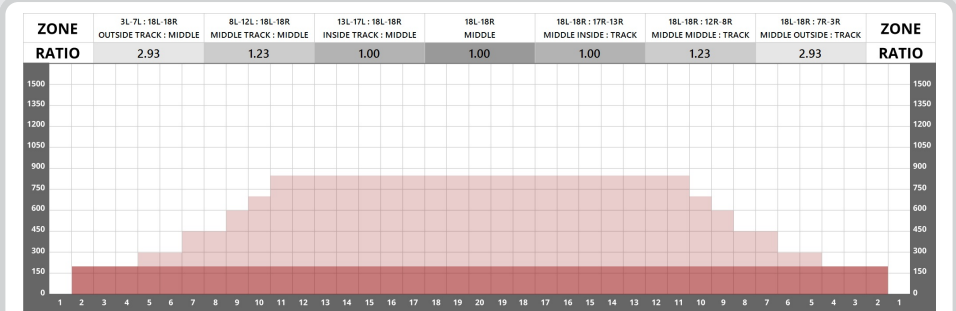 ZONE 3L-7L : 18L-18R 8L-12L : 18L-18R 13L-17L : 18L-18R 18L-18R 18L-18R : 17R-13R 18L-18R : 12R-8R 18L-18R : 7R-3R ZONE
OUTSIDE TRACK : MIDDLE MIDDLE TRACK : MIDDLE INSIDE TRACK : MIDDLE MIDDLE MIDDLE INSIDE : TRACK MIDDLE MIDDLE : TRACK MIDDLE OUTSIDE : TRACK
RATIO 2.93 1.23 1.00 1.00 1.00 1.23 2.93 RATIO
1500 1500
1350 1350
1200 1200
1050 1050
900 900
750 750
600 600
450 450
300 300
150 150
0 0
1 2 3 4 5 6 7 8 9 10 11 12 13 14 15 16 17 18 19 20 19 18 17 16 15 14 13 12 11 10 9 8 7 6 5 4 3 2 1